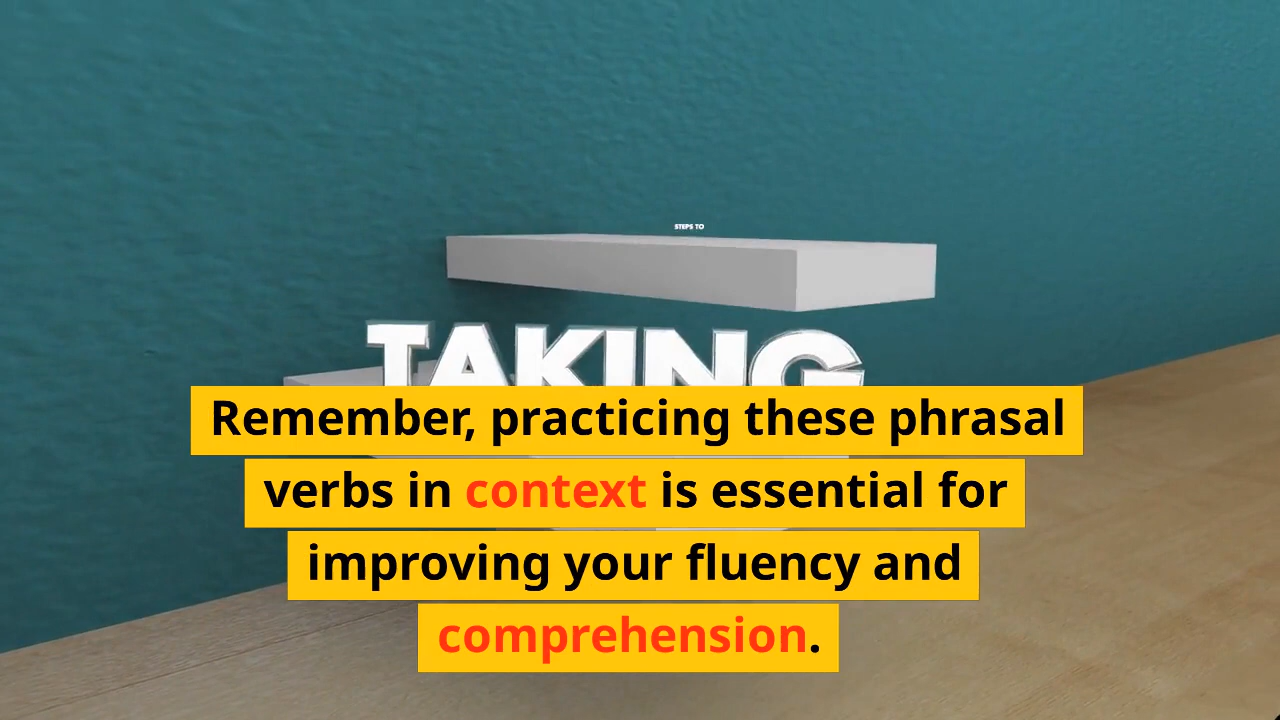 STEPS TO
TAKING
Remember, practicing these phrasal
verbs in context is essential for
improving your fluency and
comprehension.